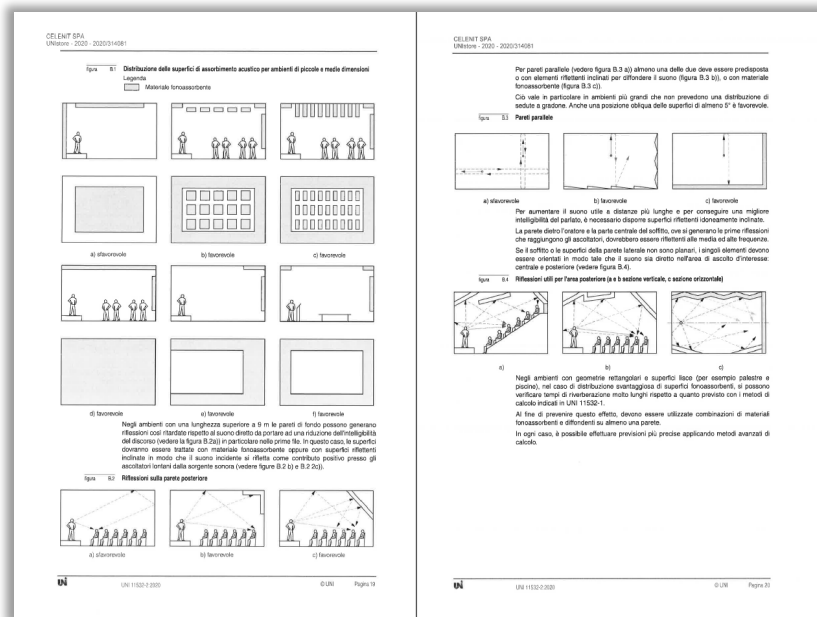 CELENIT SPA
UNIstore - 2020 - 2020/314081
figura B.1 Distribuzione delle superfici di assorbimento acustico per ambienti di piccole e medie dimensioni
Legenda
Materiale fonoassorbente
a) sfavorevole b) favorevole c) favorevole
d) favorevole e) favorevole f) favorevole
Negli ambienti con una lunghezza superiore a 9 m le pareti di fondo possono generano
riflessioni così ritardate rispetto al suono diretto da portare ad una riduzione dell'intelligibilità
del discorso (vedere la figura B.2a)) in particolare nelle prime file. In questo caso, le superfici
dovranno essere trattate con materiale fonoassorbente oppure con superfici riflettenti
inclinate in modo che il suono incidente si rifletta come contributo positivo presso gli
ascoltatori lontani dalla sorgente sonora (vedere figure B.2 b) e B.2 2c)).
figura B.2 Riflessioni sulla parete posteriore
a) sfavorevole b) favorevole c) favorevole
UNI UNI 11532-2:2020 © UNI Pagina 19
CELENIT SPA
UNIstore - 2020 - 2020/314081
Per pareti parallele (vedere figura B.3 a)) almeno una delle due deve essere predisposta
o con elementi riflettenti inclinati per diffondere il suono (figura B.3 b)), o con materiale
fonoassorbente (figura B.3 c)).
Ciò vale in particolare in ambienti più grandi che non prevedono una distribuzione di
sedute a gradone. Anche una posizione obliqua delle superfici di almeno 5° è favorevole.
figura B.3 Pareti parallele
a) sfavorevole b) favorevole c) favorevole
Per aumentare il suono utile a distanze più lunghe e per conseguire una migliore
intelligibilità del parlato, è necessario disporre superfici riflettenti idoneamente inclinate.
La parete dietro l'oratore e la parte centrale del soffitto, ove si generano le prime riflessioni
che raggiungono gli ascoltatori, dovrebbero essere riflettenti alle media ed alte frequenze.
Se il soffitto o le superfici della parete laterale non sono planari, i singoli elementi devono
essere orientati in modo tale che il suono sia diretto nell'area di ascolto d'interesse:
centrale e posteriore (vedere figura B.4).
figura B.4 Riflessioni utili per l'area posteriore (a e b sezione verticale, c sezione orizzontale)
a) b) c)
Negli ambienti con geometrie rettangolari e superfici lisce (per esempio palestre e
piscine), nel caso di distribuzione svantaggiosa di superfici fonoassorbenti, si possono
verificare tempi di riverberazione molto lunghi rispetto a quanto previsto con i metodi di
calcolo indicati in UNI 11532-1.
Al fine di prevenire questo effetto, devono essere utilizzate combinazioni di materiali
fonoassorbenti e diffondenti su almeno una parete.
In ogni caso, è possibile effettuare previsioni più precise applicando metodi avanzati di
calcolo.
UNI UNI 11532-2:2020 © UNI Pagina 20